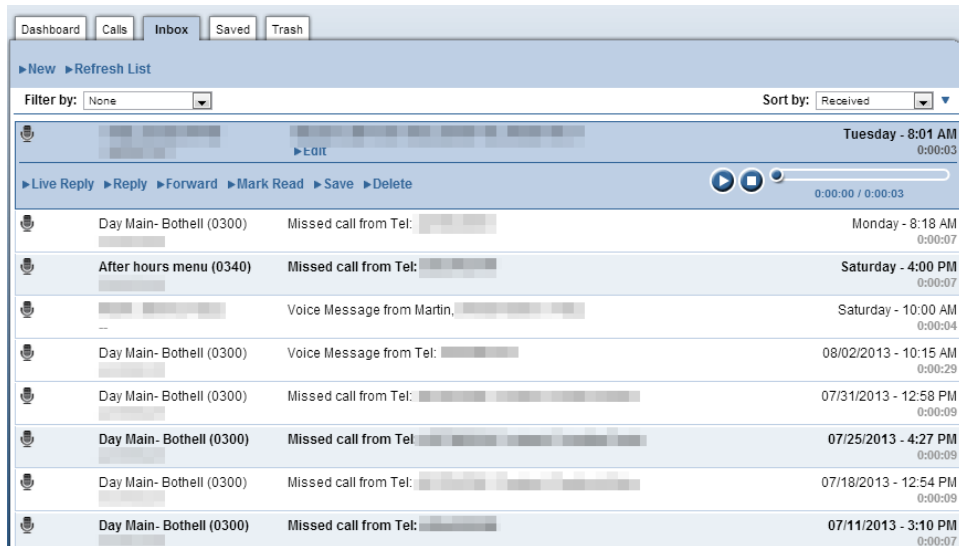 Dashboard Calls Inbox Saved Trash
▶New ▶Refresh List
Filter by: None Sort by: Received
Tuesday - 8:01 AM
▶Edit 0:00:03
▶Live Reply ▶Reply ▶Forward ▶Mark Read ▶Save ▶Delete
0:00:00 / 0:00:03
Day Main- Bothell (0300) Missed call from Tel: Monday - 8:18 AM
0:00:07
After hours menu (0340) Missed call from Tel: Saturday - 4:00 PM
0:00:07
Voice Message from Martin, Saturday - 10:00 AM
-- 0:00:04
Day Main- Bothell (0300) Voice Message from Tel: 08/02/2013 - 10:15 AM
0:00:29
Day Main- Bothell (0300) Missed call from Tel: 07/31/2013 - 12:58 PM
0:00:09
Day Main- Bothell (0300) Missed call from Tel 07/25/2013 - 4:27 PM
0:00:09
Day Main- Bothell (0300) Missed call from Tel: 07/18/2013 - 12:54 PM
0:00:09
Day Main- Bothell (0300) Missed call from Tel: 07/11/2013 - 3:10 PM
0:00:07